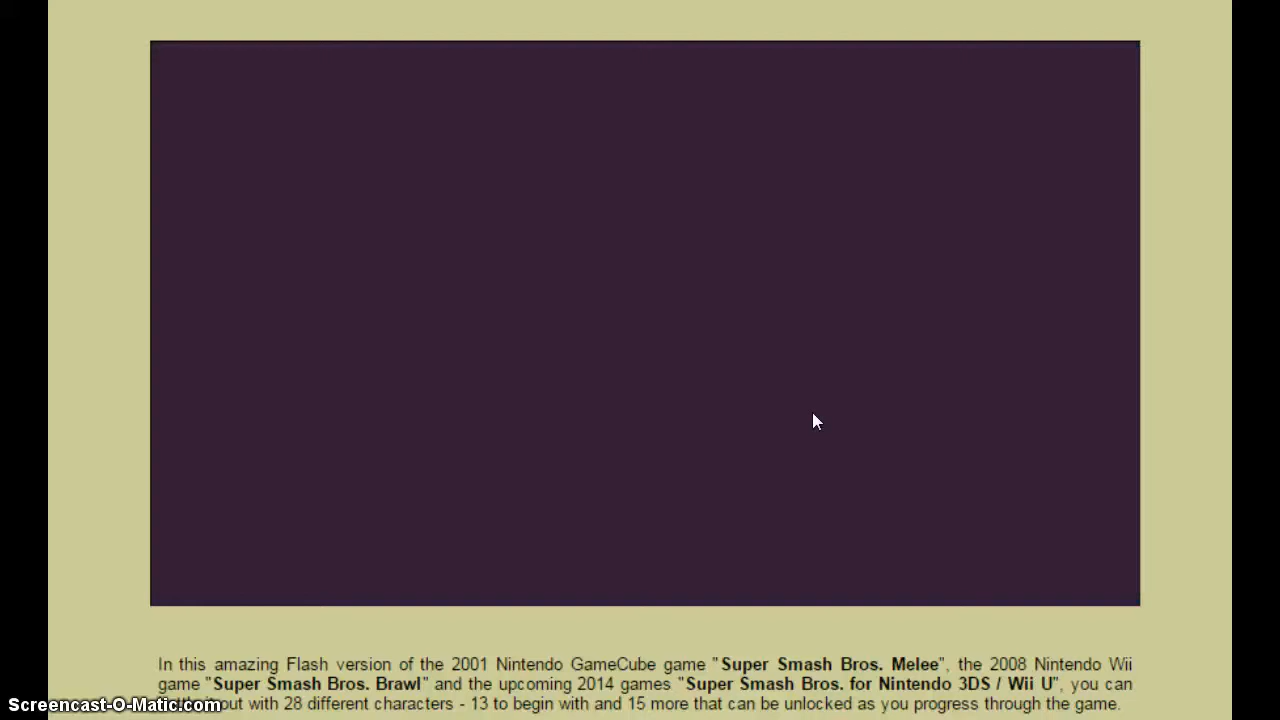 In this amazing Flash version of the 2001 Nintendo GameCube game "Super Smash Bros. Melee", the 2008 Nintendo Wii
game "Super Smash Bros. Brawl" and the upcoming 2014 games "Super Smash Bros. for Nintendo 3DS / Wii U", you can
out with 28 different characters - 13 to begin with and 15 more that can be unlocked as you progress through the game.
Screencast-O-Matic.com